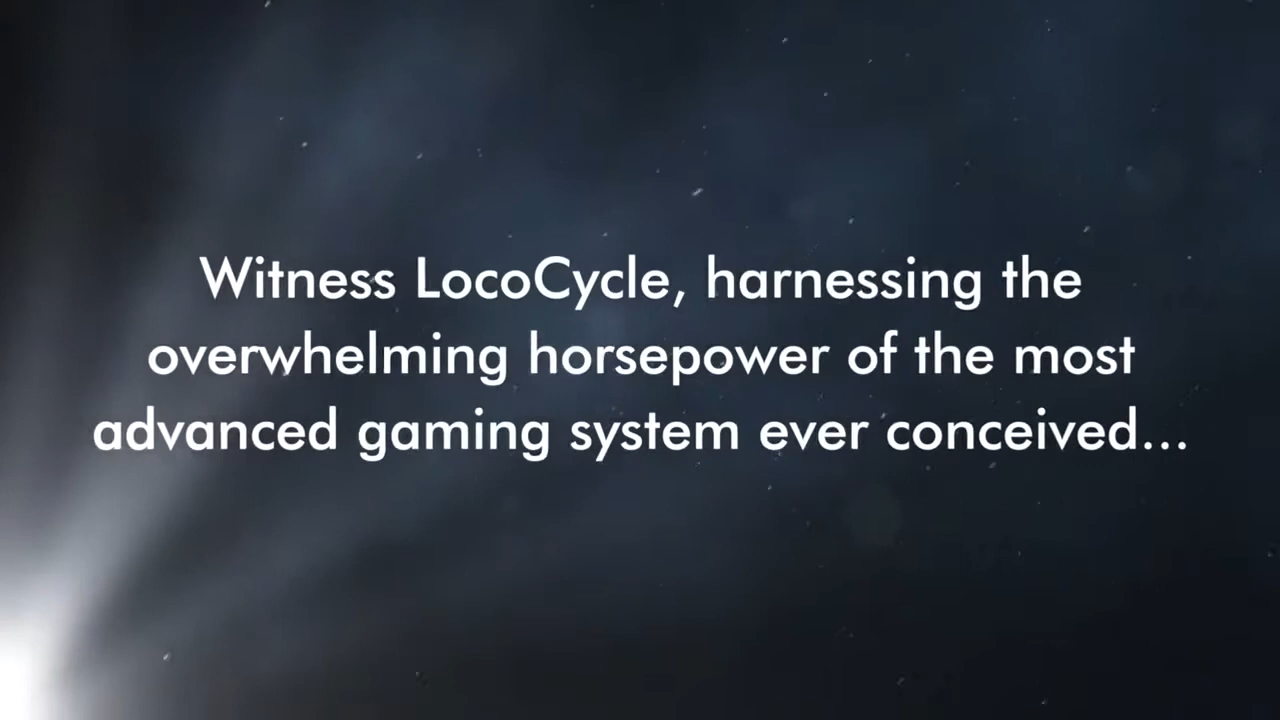 Witness LocoCycle, harnessing the
overwhelming horsepower of the most
advanced gaming system ever conceived...